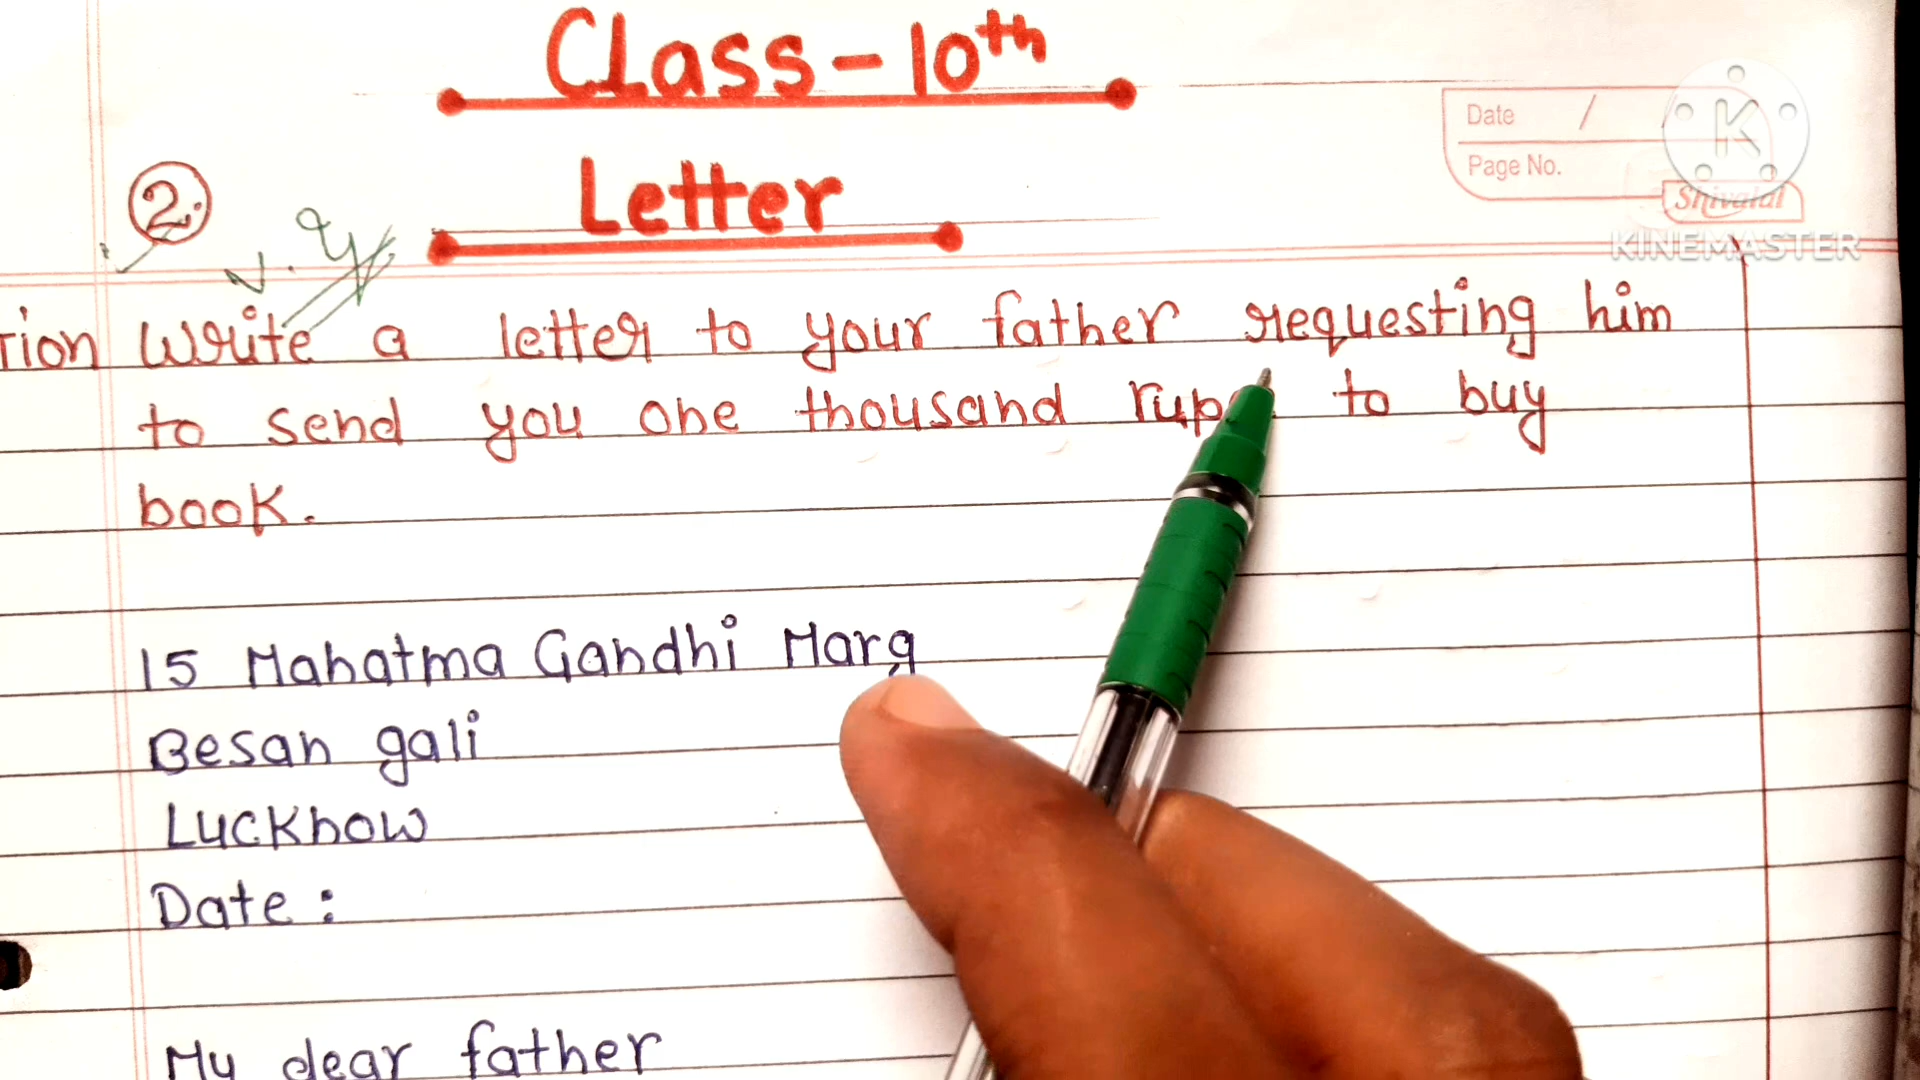 Class-10th
Date / /
Page No.
Shivalal
KINEMASTER
2.
Letter
tion Write a letter to your father requesting him
to send you one thousand to buy
book.
15 Mahatma Gandhi Marg
Besan gali
Lucknow
Date :
My dear father